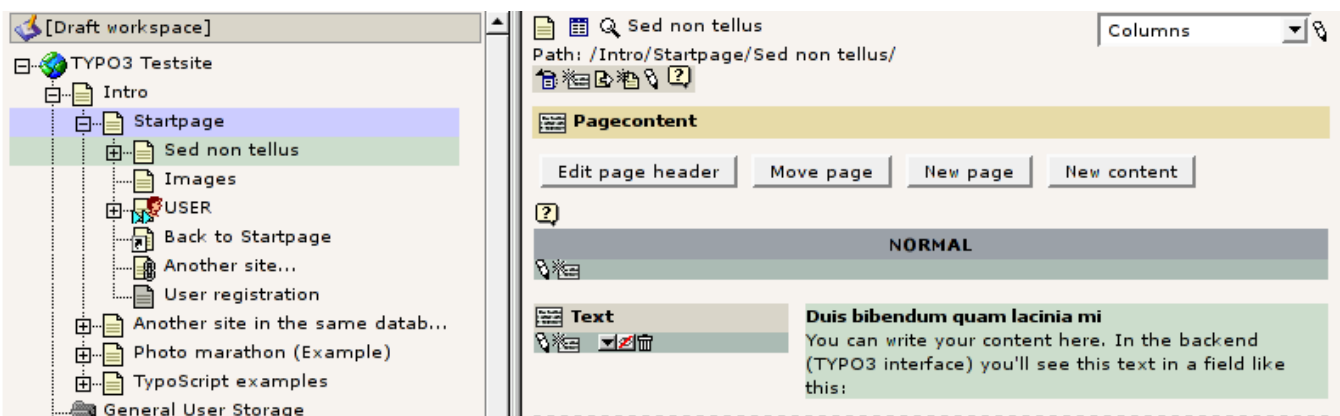 [Draft workspace]
TYPO3 Testsite
Intro
Startpage
Sed non tellus
Images
USER
Back to Startpage
Another site...
User registration
Another site in the same datab...
Photo marathon (Example)
TypoScript examples
General User Storage
Sed non tellus
Columns
Path: /Intro/Startpage/Sed non tellus/
Pagecontent
Edit page header Move page New page New content
NORMAL
Text
Duis bibendum quam lacinia mi
You can write your content here. In the backend
(TYPO3 interface) you'll see this text in a field like
this: